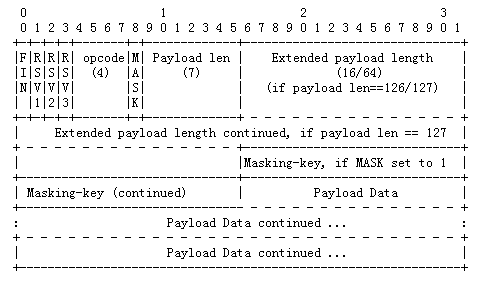 0                   1                   2                   3
0 1 2 3 4 5 6 7 8 9 0 1 2 3 4 5 6 7 8 9 0 1 2 3 4 5 6 7 8 9 0 1
+-+-+-+-+-------+-+-------------+-------------------------------+
|F|R|R|R| opcode|M| Payload len |    Extended payload length    |
|I|S|S|S|  (4)  |A|     (7)     |            (16/64)            |
|N|V|V|V|       |S|             |  (if payload len==126/127)    |
| |1|2|3|       |K|             |                               |
+-+-+-+-+-------+-+-------------+ - - - - - - - - - - - - - - - +
|    Extended payload length continued, if payload len == 127   |
+ - - - - - - - - - - - - - - - +-------------------------------+
|                               |Masking-key, if MASK set to 1  |
+-------------------------------+-------------------------------+
| Masking-key (continued)       |          Payload Data         |
+-------------------------------- - - - - - - - - - - - - - - - +
:                     Payload Data continued ...                :
+ - - - - - - - - - - - - - - - - - - - - - - - - - - - - - - - +
|                     Payload Data continued ...                |
+---------------------------------------------------------------+